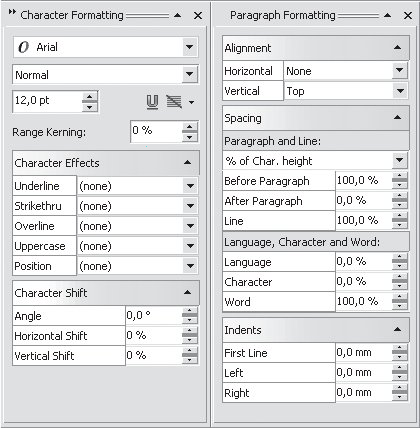 Character Formatting
Arial
Normal
12,0 pt
U
Range Kerning: 0 %
Character Effects
Underline (none)
Strikethru (none)
Overline (none)
Uppercase (none)
Position (none)
Character Shift
Angle 0,0 °
Horizontal Shift 0 %
Vertical Shift 0 %
Paragraph Formatting
Alignment
Horizontal None
Vertical Top
Spacing
Paragraph and Line:
% of Char. height
Before Paragraph 100,0 %
After Paragraph 0,0 %
Line 100,0 %
Language, Character and Word:
Language 0,0 %
Character 0,0 %
Word 100,0 %
Indents
First Line 0,0 mm
Left 0,0 mm
Right 0,0 mm